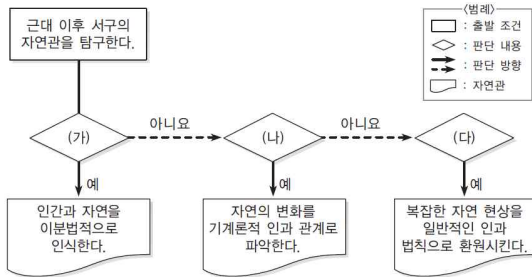 근대 이후 서구의
자연관을 탐구한다.
〈범례〉
: 출발 조건
: 판단 내용
: 판단 방향
: 자연관
(가)
아니요
(나)
아니요
(다)
예
예
예
인간과 자연을
이분법적으로
인식한다.
자연의 변화를
기계론적 인과 관계로
파악한다.
복잡한 자연 현상을
일반적인 인과
법칙으로 환원시킨다.